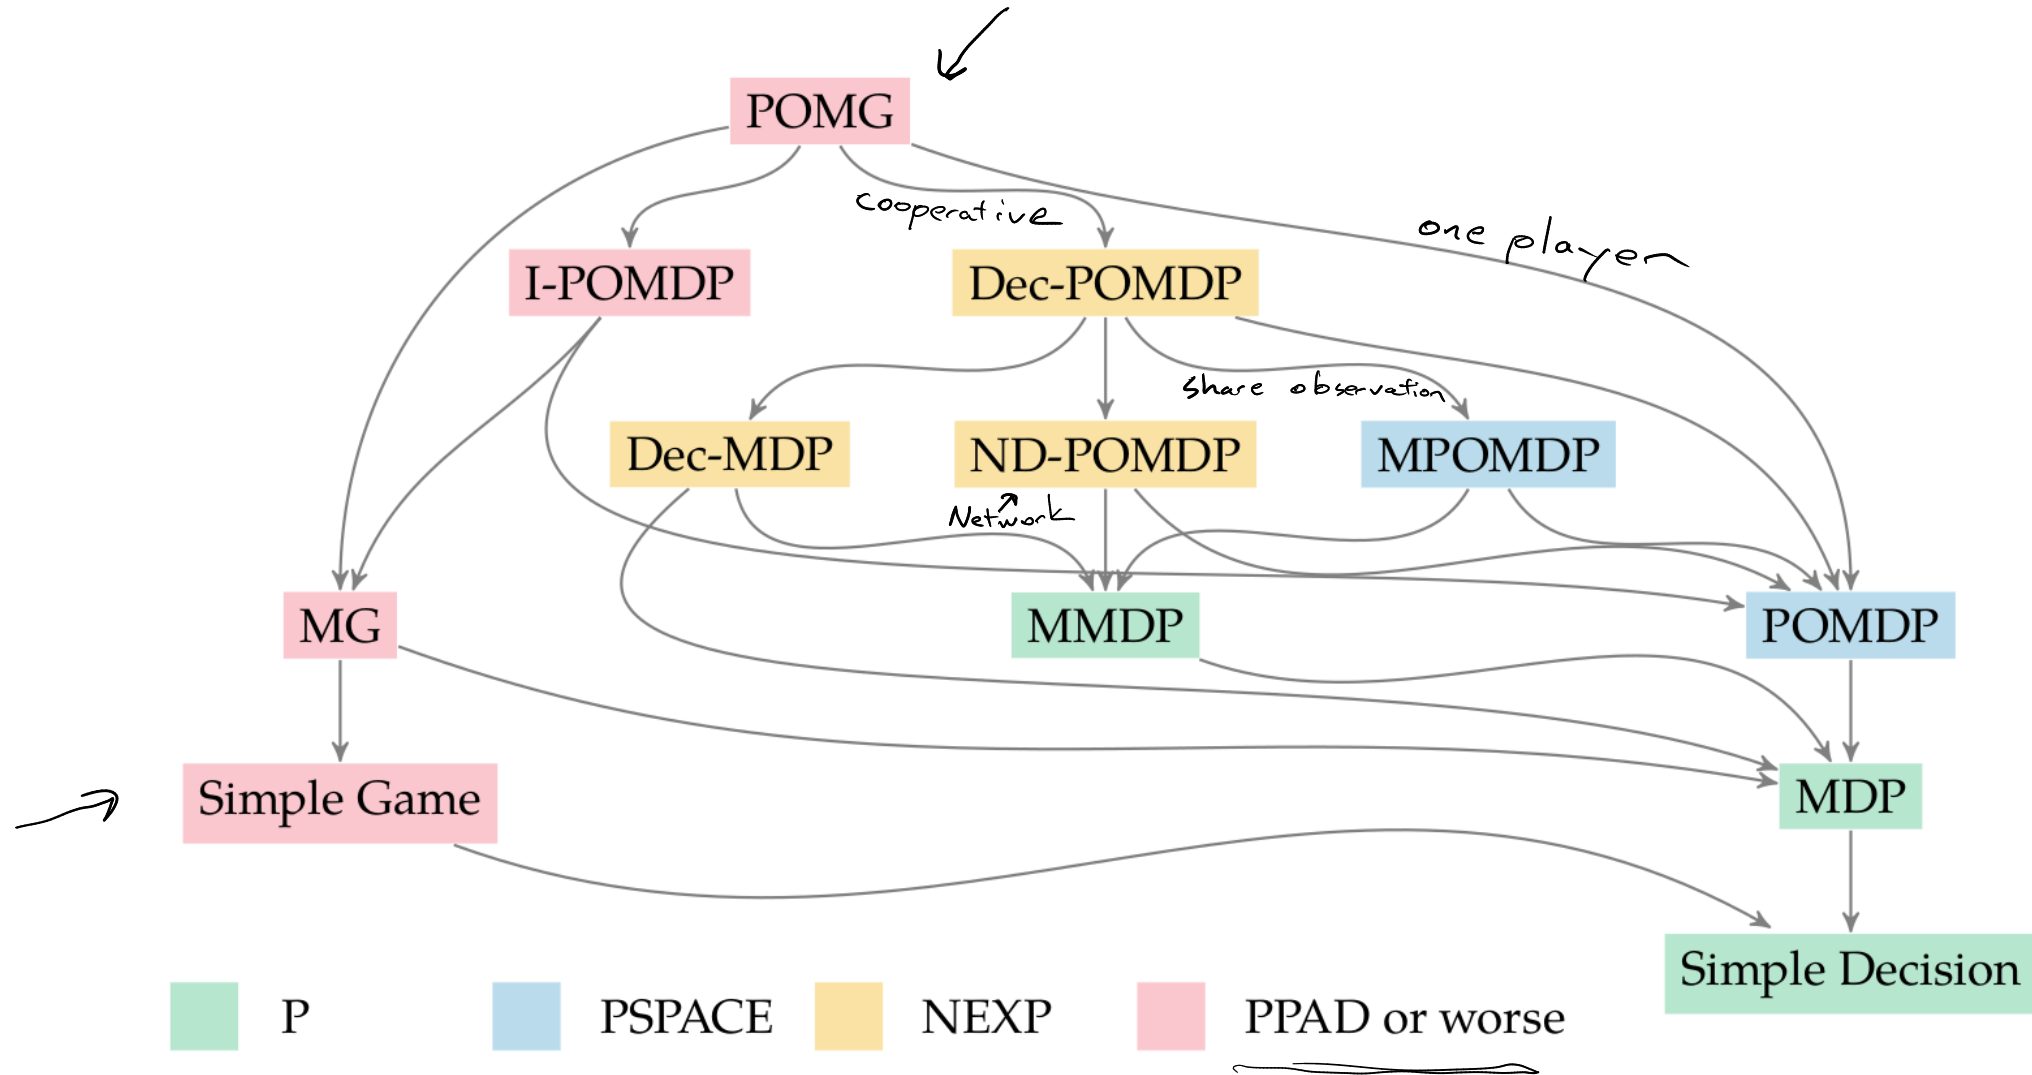 POMG
cooperative
one player
I-POMDP
Dec-POMDP
share observation
Dec-MDP
ND-POMDP
MPOMDP
Network
MG
MMDP
POMDP
Simple Game
MDP
Simple Decision
P
PSPACE
NEXP
PPAD or worse